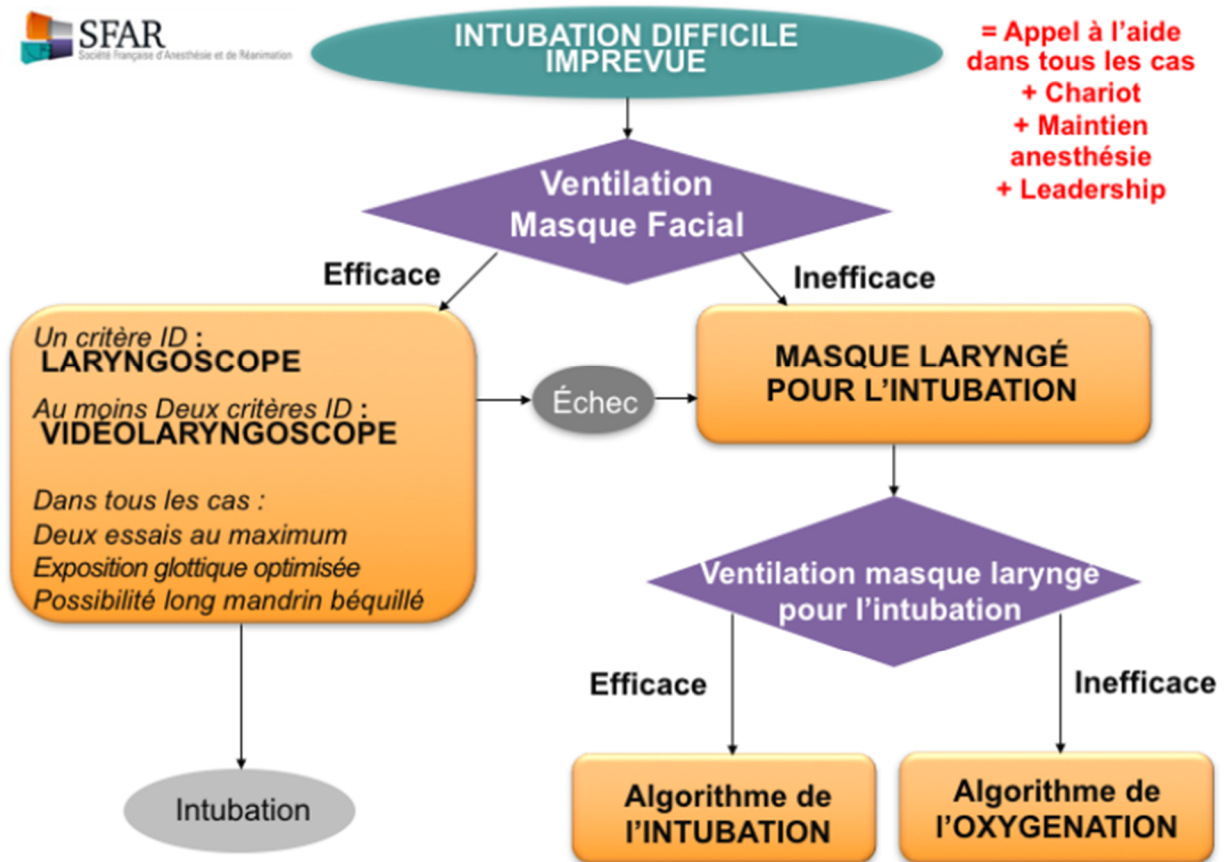 SFAR
Société Française d'Anesthésie et de Réanimation
INTUBATION DIFFICILE
IMPREVUE
= Appel à l'aide
dans tous les cas
+ Chariot
+ Maintien
anesthésie
+ Leadership
Ventilation
Masque Facial
Efficace
Inefficace
Un critère ID :
LARYNGOSCOPE
Au moins Deux critères ID :
VIDÉOLARYNGOSCOPE
Dans tous les cas :
Deux essais au maximum
Exposition glottique optimisée
Possibilité long mandrin béquillé
Échec
MASQUE LARYNGÉ
POUR L'INTUBATION
Ventilation masque laryngé
pour l'intubation
Efficace
Inefficace
Intubation
Algorithme de
l'INTUBATION
Algorithme de
l'OXYGENATION